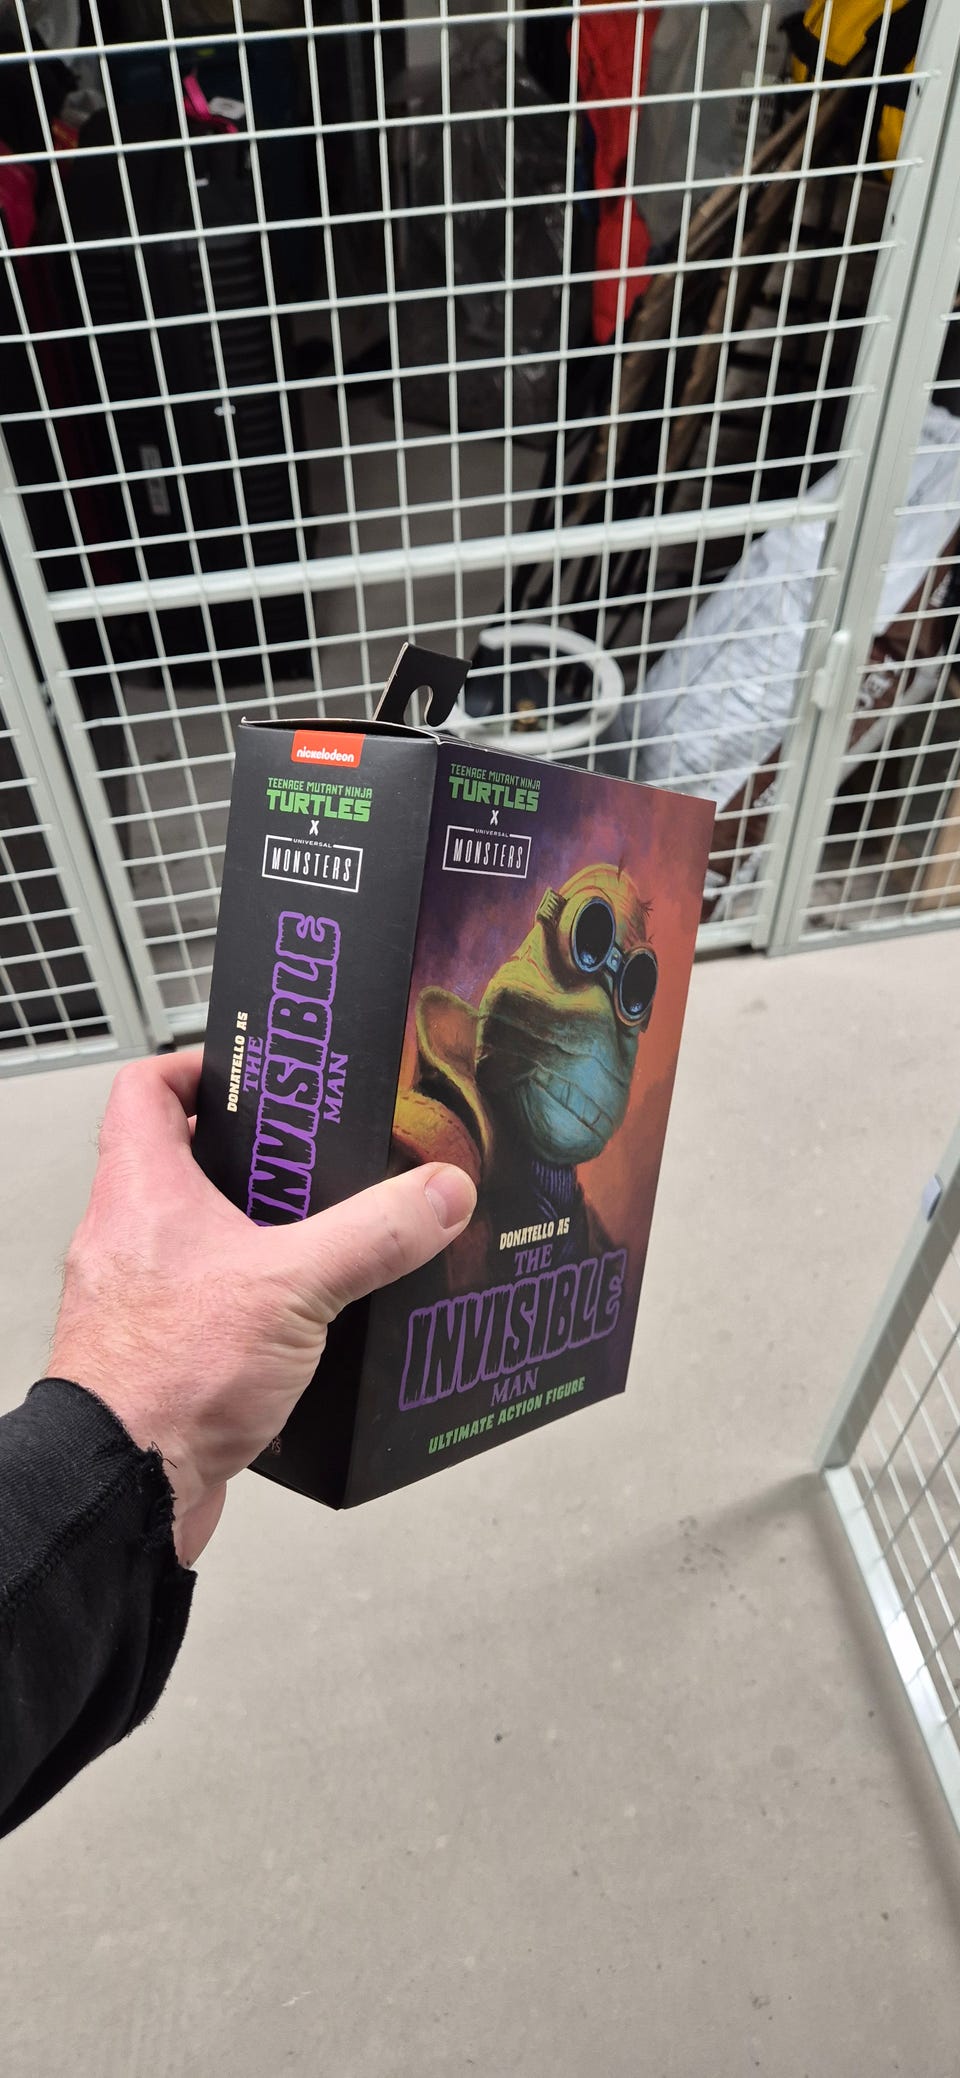 nickelodeon
TEENAGE MUTANT NINJA
TURTLES
X
UNIVERSAL
MONSTERS
DONATELLO AS
THE
INVISIBLE
MAN
TEENAGE MUTANT NINJA
TURTLES
X
UNIVERSAL
MONSTERS
DONATELLO AS
THE
INVISIBLE
MAN
ULTIMATE ACTION FIGURE